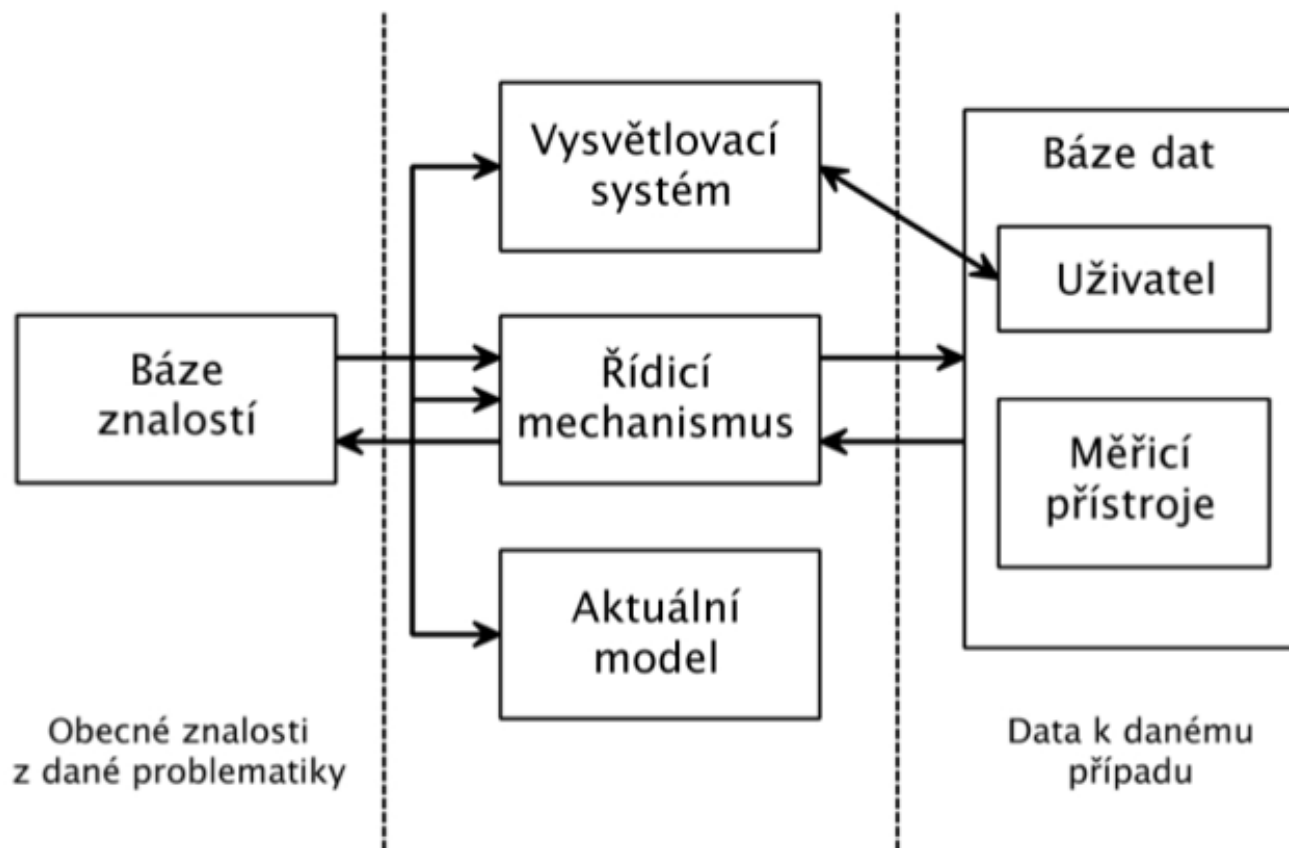 Vysvětlovací
systém
Báze dat
Uživatel
Báze
znalostí
Řídicí
mechanismus
Měřicí
přístroje
Aktuální
model
Obecné znalosti
z dané problematiky
Data k danému
případu